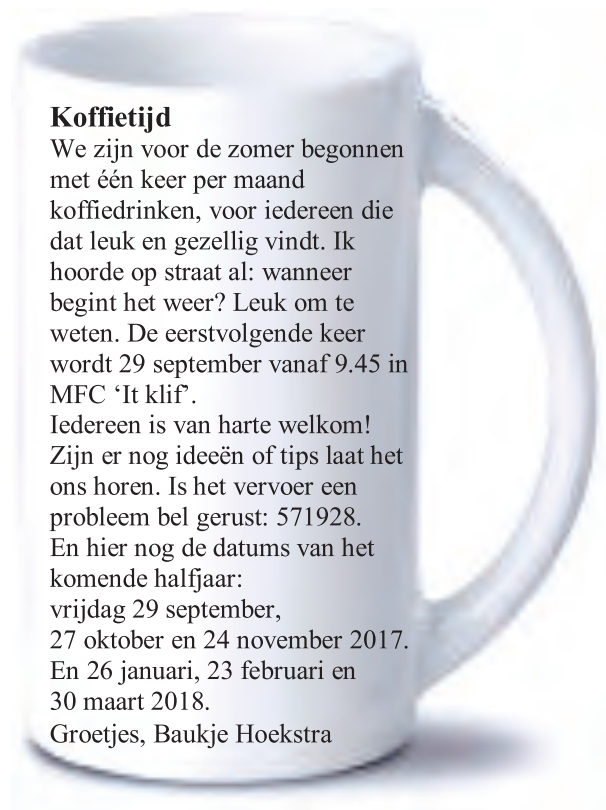 Koffietijd
We zijn voor de zomer begonnen
met één keer per maand
koffiedrinken, voor iedereen die
dat leuk en gezellig vindt. Ik
hoorde op straat al: wanneer
begint het weer? Leuk om te
weten. De eerstvolgende keer
wordt 29 september vanaf 9.45 in
MFC ‘It klif’.
Iedereen is van harte welkom!
Zijn er nog ideeën of tips laat het
ons horen. Is het vervoer een
probleem bel gerust: 571928.
En hier nog de datums van het
komende halfjaar:
vrijdag 29 september,
27 oktober en 24 november 2017.
En 26 januari, 23 februari en
30 maart 2018.
Groetjes, Baukje Hoekstra